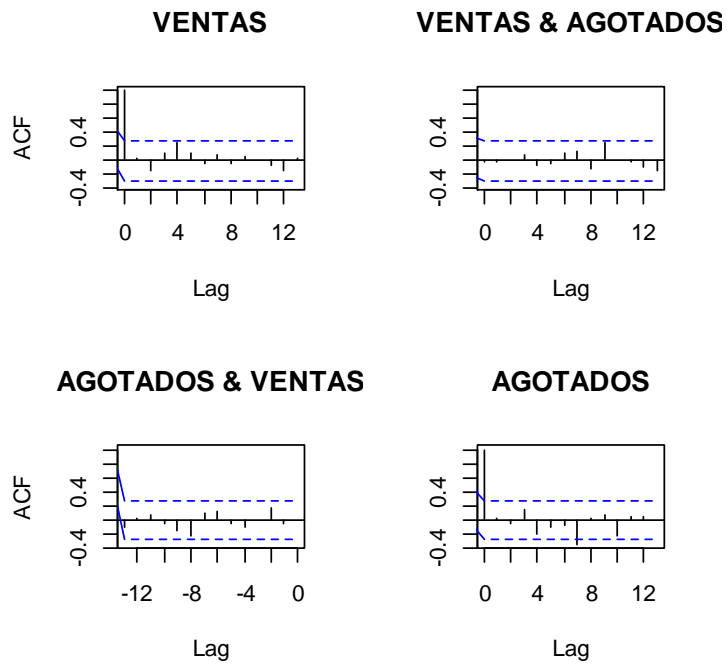 VENTAS
VENTAS & AGOTADOS
ACF
-0.4 0.4
0 4 8 12
Lag
-0.4 0.4
0 4 8 12
Lag
AGOTADOS & VENTAS
AGOTADOS
ACF
-0.4 0.4
-12 -8 -4 0
Lag
-0.4 0.4
0 4 8 12
Lag